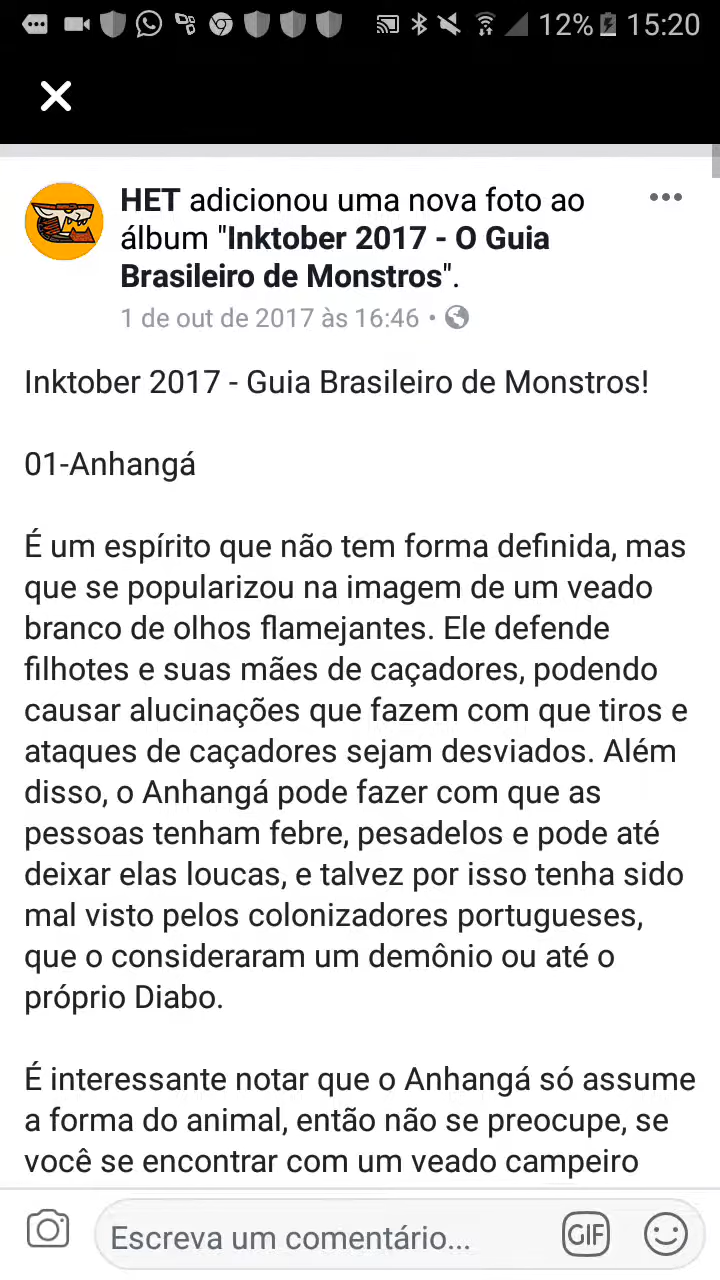 12% 15:20
HET adicionou uma nova foto ao
álbum "Inktober 2017 - O Guia
Brasileiro de Monstros".
1 de out de 2017 às 16:46 •
Inktober 2017 - Guia Brasileiro de Monstros!
01-Anhangá
É um espírito que não tem forma definida, mas
que se popularizou na imagem de um veado
branco de olhos flamejantes. Ele defende
filhotes e suas mães de caçadores, podendo
causar alucinações que fazem com que tiros e
ataques de caçadores sejam desviados. Além
disso, o Anhangá pode fazer com que as
pessoas tenham febre, pesadelos e pode até
deixar elas loucas, e talvez por isso tenha sido
mal visto pelos colonizadores portugueses,
que o consideraram um demônio ou até o
próprio Diabo.
É interessante notar que o Anhangá só assume
a forma do animal, então não se preocupe, se
você se encontrar com um veado campeiro
Escreva um comentário... GIF